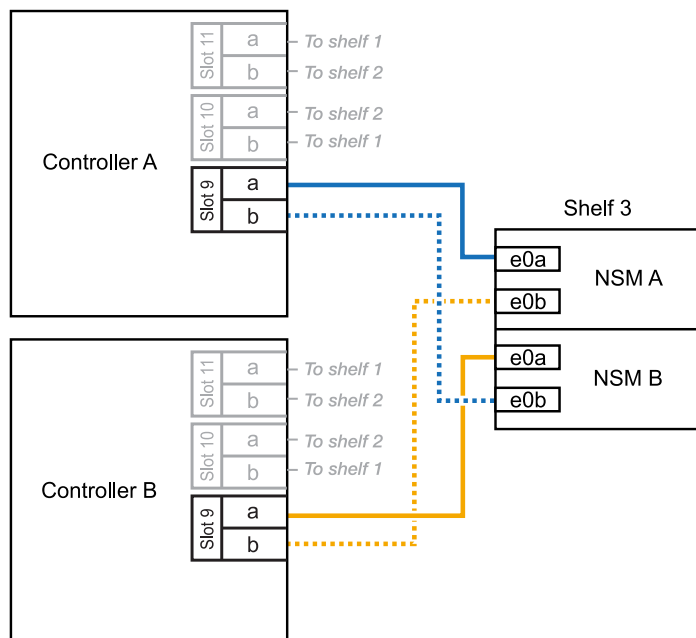 Controller A
Slot 11
a
To shelf 1
b
To shelf 2
Slot 10
a
To shelf 2
b
To shelf 1
Slot 9
a
b
Controller B
Slot 11
a
To shelf 1
b
To shelf 2
Slot 10
a
To shelf 2
b
To shelf 1
Slot 9
a
b
Shelf 3
e0a
NSM A
e0b
e0a
NSM B
e0b